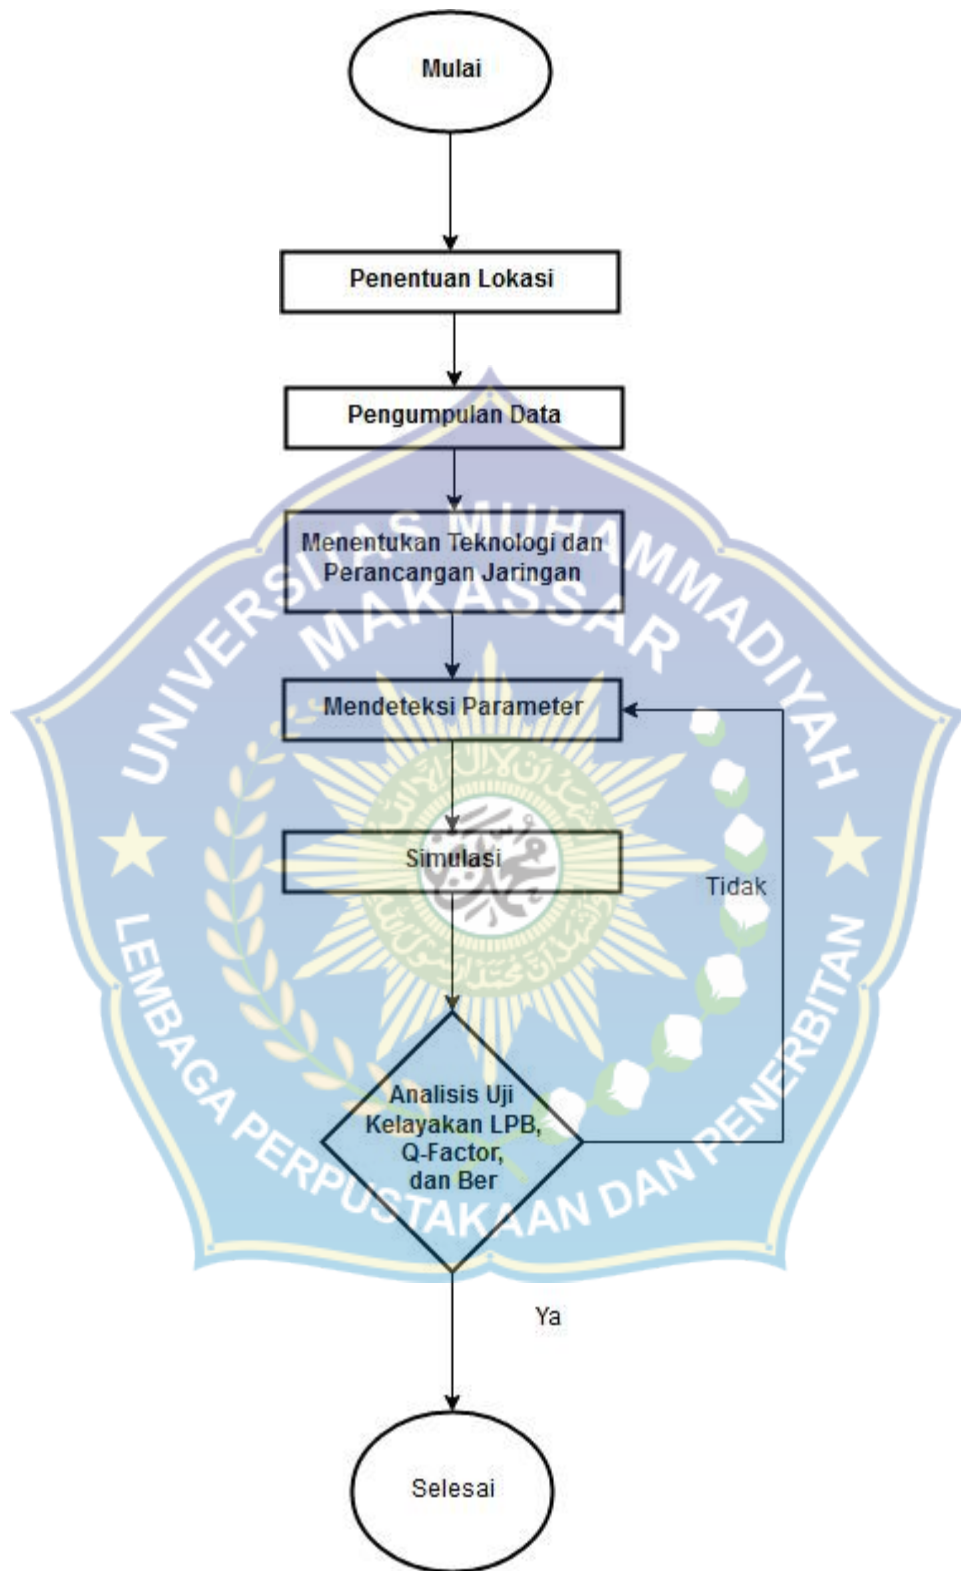 Mulai
Penentuan Lokasi
Pengumpulan Data
UNIVERSITAS MUHAMMADIYAH
MAKASSAR
Menentukan Teknologi dan
Perancangan Jaringan
Mendeteksi Parameter
Simulasi
Tidak
Analisis Uji
Kelayakan LPB,
Q-Factor,
dan Ber
LEMBAGA PERPUSTAKAAN DAN PENERBITAN
Ya
Selesai